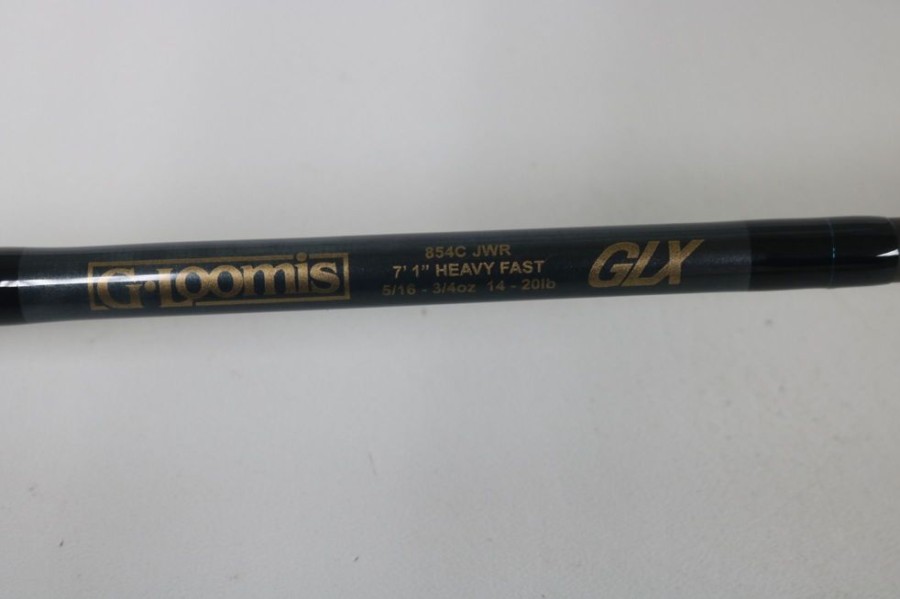 G·Loomis
854C JWR
7' 1" HEAVY FAST
5/16 - 3/4oz 14 - 20lb
GLX